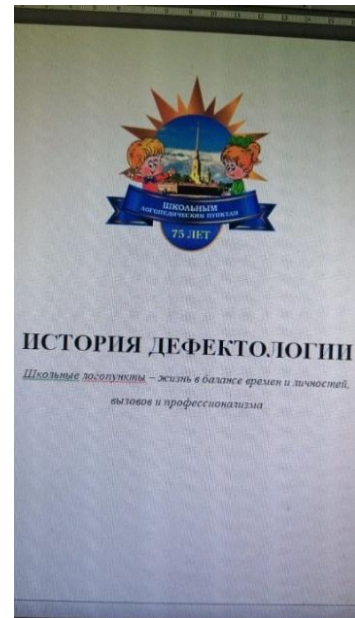 ШКОЛЬНЫМ
ЛОГОПЕДИЧЕСКИМ ПУНКТАМ
75 ЛЕТ
ИСТОРИЯ ДЕФЕКТОЛОГИИ
Школьные логопункты – жизнь в балансе времен и личностей,
вызовов и профессионализма